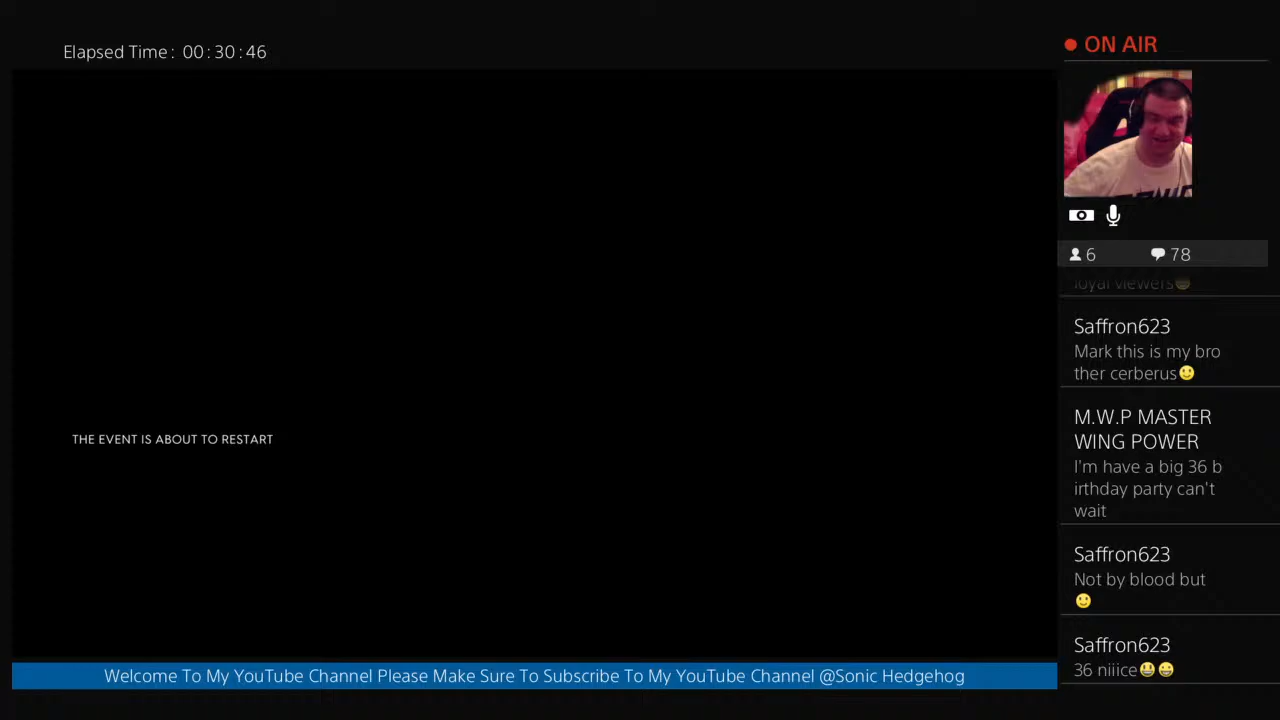 Elapsed Time: 00:30:46
ON AIR
6 78
loyal viewers
Saffron623
Mark this is my bro
ther cerberus
M.W.P MASTER
WING POWER
I'm have a big 36 b
irthday party can't
wait
Saffron623
Not by blood but
Saffron623
36 niiice
THE EVENT IS ABOUT TO RESTART
Welcome To My YouTube Channel Please Make Sure To Subscribe To My YouTube Channel @Sonic Hedgehog